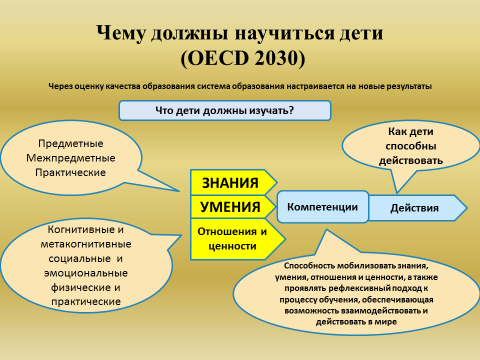 Чему должны научиться дети
(OECD 2030)
Через оценку качества образования система образования настраивается на новые результаты
Что дети должны изучать?
Предметные
Межпредметные
Практические
Как дети
способны
действовать
ЗНАНИЯ
УМЕНИЯ
Отношения и
ценности
Компетенции
Действия
Когнитивные и
метакогнитивные
социальные и
эмоциональные
физические и
практические
Способность мобилизовать знания,
умения, отношения и ценности, а также
проявлять рефлексивный подход к
процессу обучения, обеспечивающая
возможность взаимодействовать и
действовать в мире